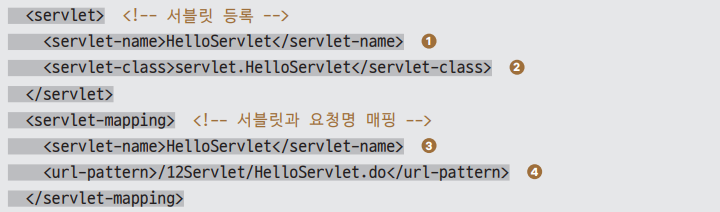 <servlet> <!-- 서블릿 등록 -->
<servlet-name>HelloServlet</servlet-name> ❶
<servlet-class>servlet.HelloServlet</servlet-class> ❷
</servlet>
<servlet-mapping> <!-- 서블릿과 요청명 매핑 -->
<servlet-name>HelloServlet</servlet-name> ❸
<url-pattern>/12Servlet/HelloServlet.do</url-pattern> ❹
</servlet-mapping>